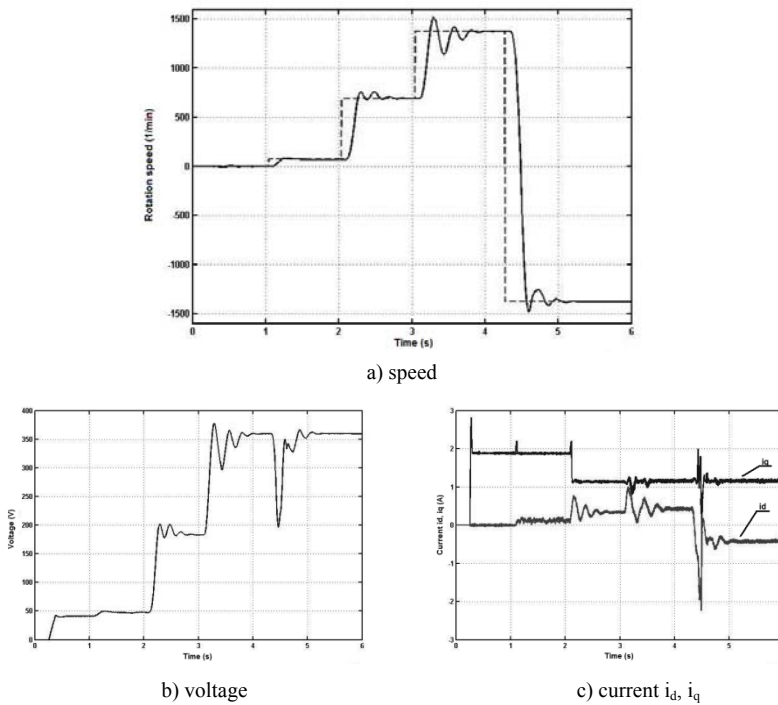 1500
1000
500
0
-500
-1000
-1500
Rotation speed (1/min)
0 1 2 3 4 5 6
Time (s)
a) speed
400
350
300
250
200
150
100
50
0
Voltage (V)
0 1 2 3 4 5 6
Time (s)
b) voltage
4
3
2
1
0
-1
-2
-3
Current id, iq (A)
iq
id
0 1 2 3 4 5
Time (s)
c) current id, iq